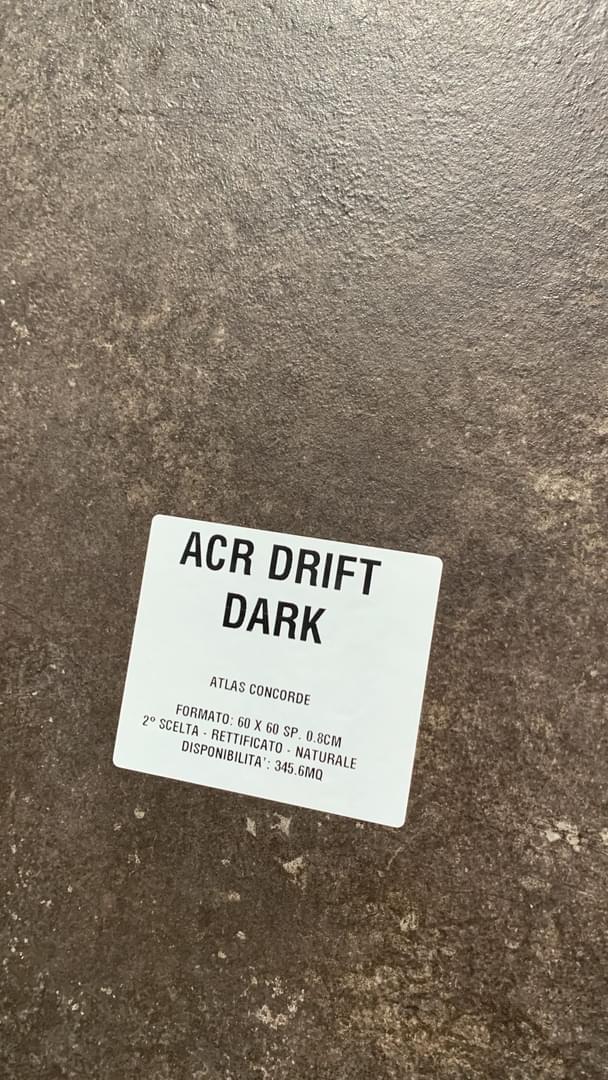 ACR DRIFT
DARK
ATLAS CONCORDE
FORMATO: 60 X 60 SP. 0.8CM
2° SCELTA - RETTIFICATO - NATURALE
DISPONIBILITA': 345.6MQ